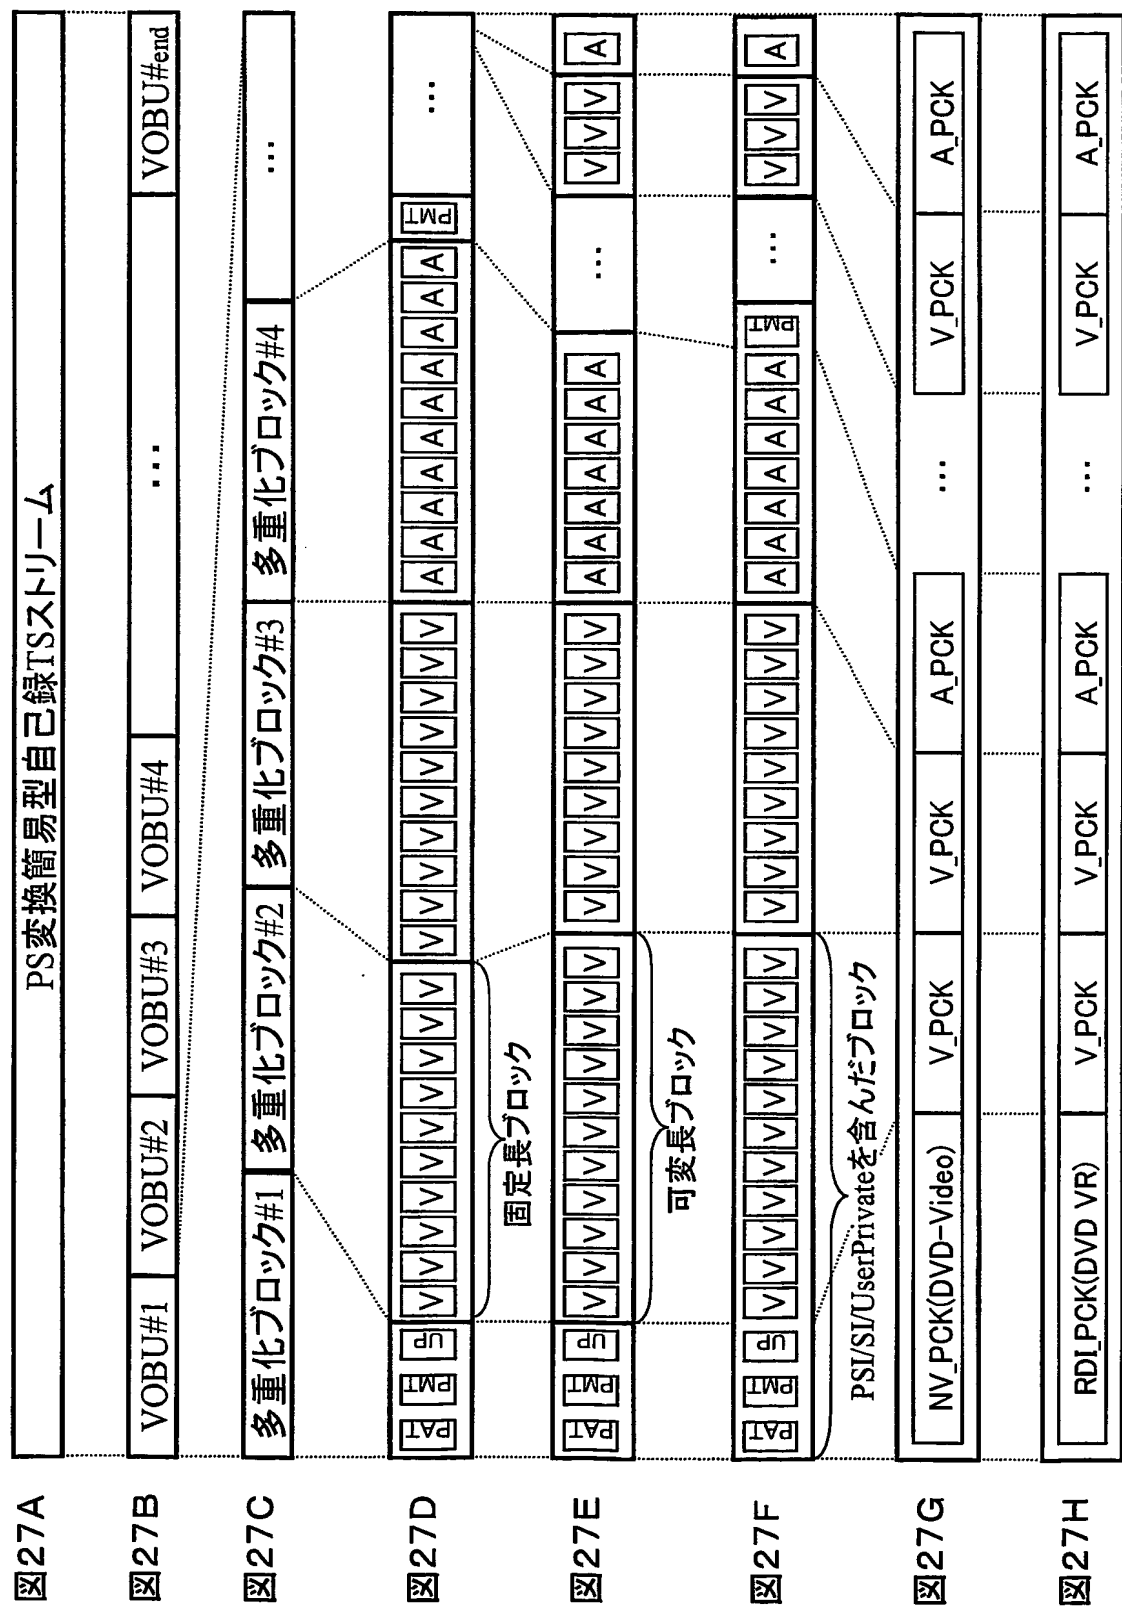 図27A PS変換簡易型自己録TSストリーム
図27B VOBU#1 VOBU#2 VOBU#3 VOBU#4 … VOBU#end
図27C 多重化ブロック#1 多重化ブロック#2 多重化ブロック#3 多重化ブロック#4 …
図27D PAT PMT UP V V V V V V V V V V V V V V V V V V V V A A A A A A A A A A PMT …
固定長ブロック
図27E PAT PMT UP V V V V V V V V V V V V V V V V V V V V A A A A A A A … V V V A
可変長ブロック
図27F PAT PMT UP V V V V V V V V V V V V V V V V V V V V A A A A A A A PMT … V V V A
PSI/SI/UserPrivateを含んだブロック
図27G NV_PCK(DVD-Video) V_PCK V_PCK A_PCK … V_PCK A_PCK
図27H RDI_PCK(DVD VR) V_PCK V_PCK A_PCK … V_PCK A_PCK